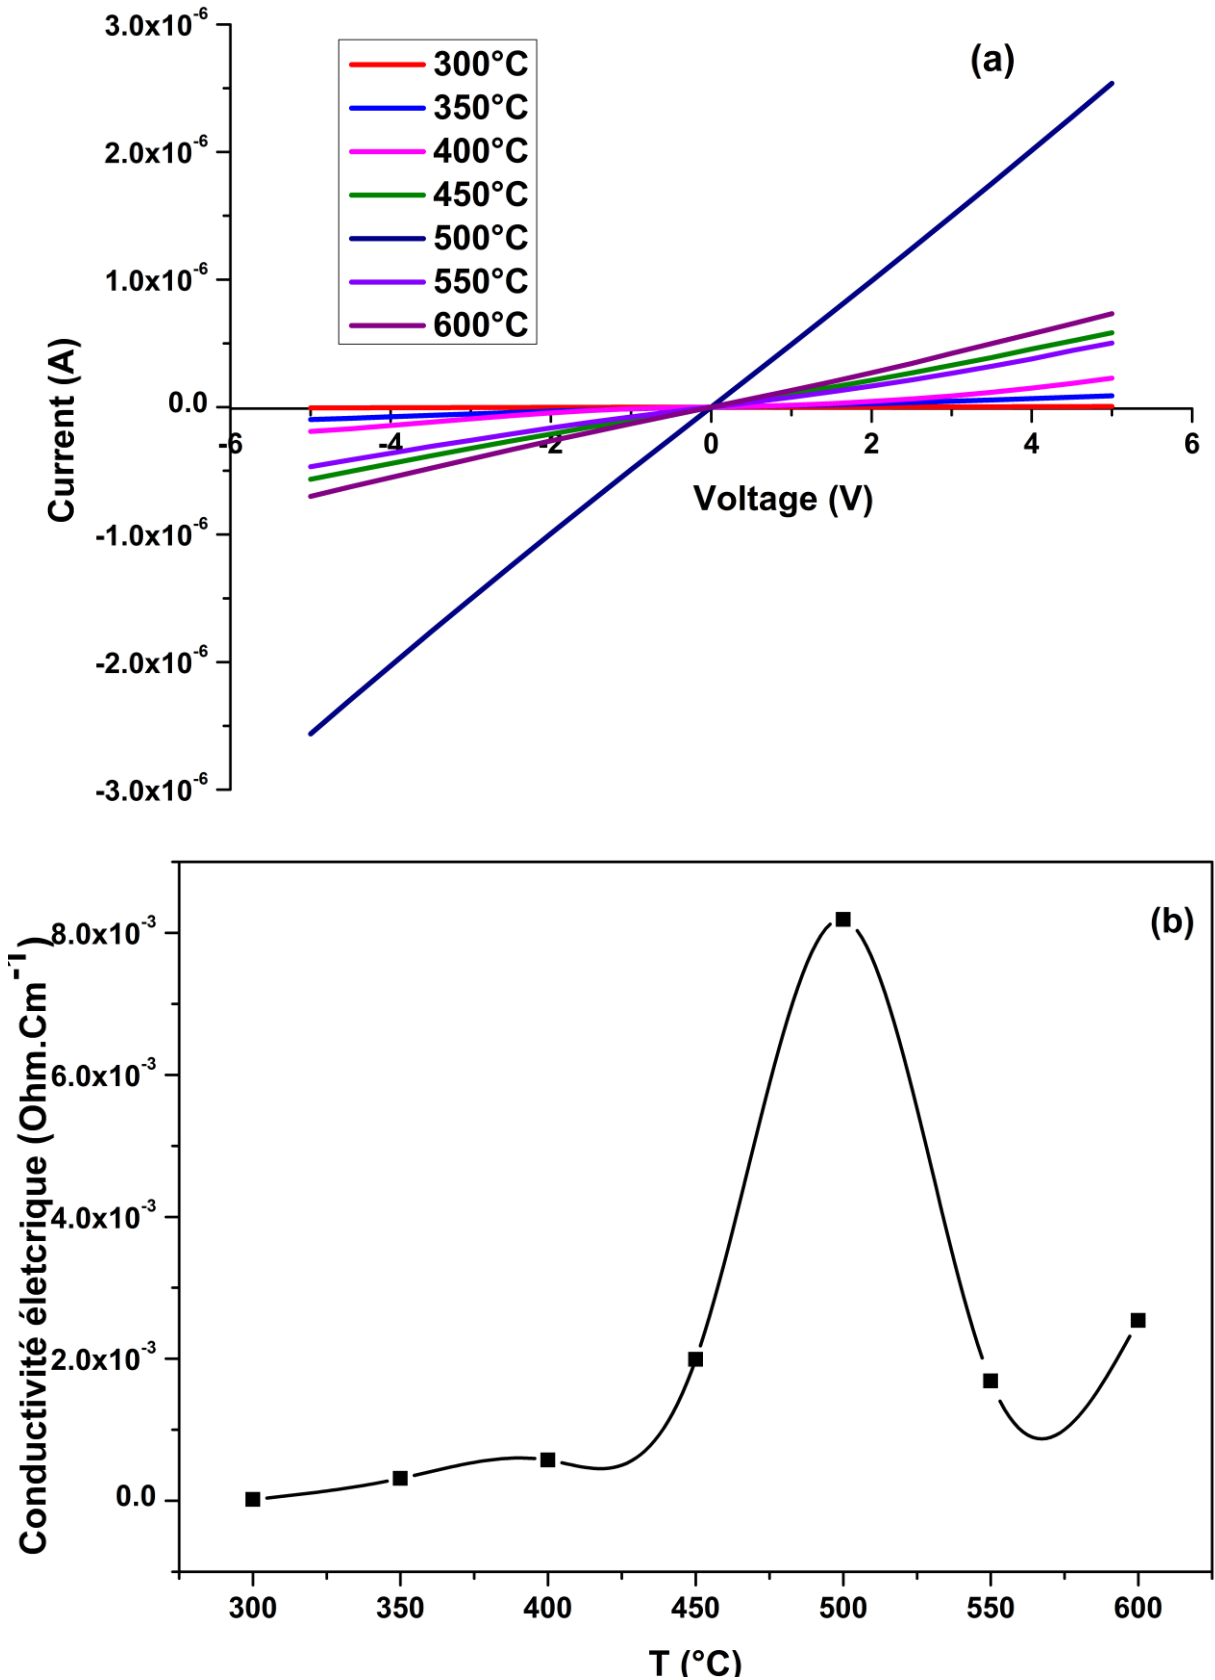 3.0x10⁻⁶
(a)
300°C
350°C
2.0x10⁻⁶
400°C
450°C
500°C
1.0x10⁻⁶
550°C
600°C
Current (A)
0.0
-6
-4
-2
0
2
4
6
Voltage (V)
-1.0x10⁻⁶
-2.0x10⁻⁶
-3.0x10⁻⁶
(b)
8.0x10⁻³
6.0x10⁻³
Conductivité életcrique (Ohm.Cm⁻¹)
4.0x10⁻³
2.0x10⁻³
0.0
300
350
400
450
500
550
600
T (°C)